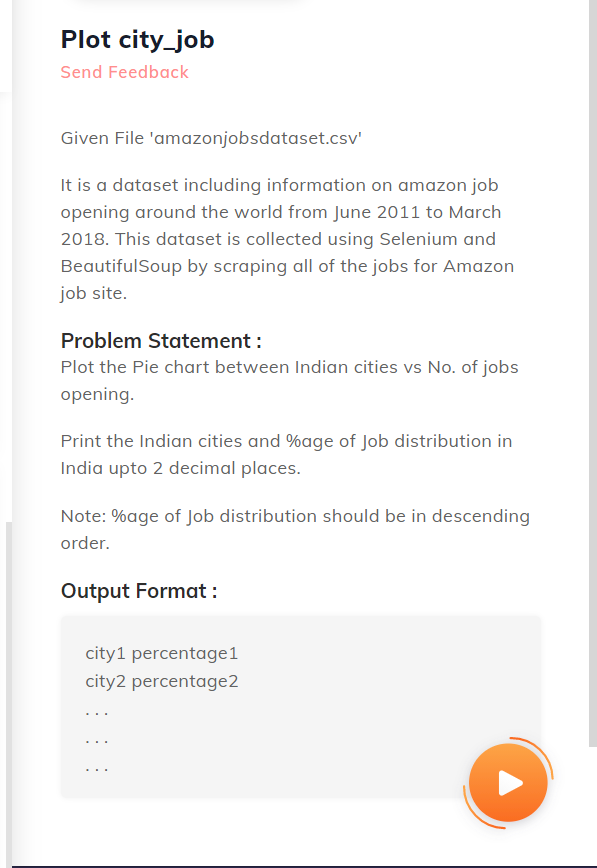 Plot city_job
Send Feedback
Given File 'amazonjobsdataset.csv'
It is a dataset including information on amazon job
opening around the world from June 2011 to March
2018. This dataset is collected using Selenium and
BeautifulSoup by scraping all of the jobs for Amazon
job site.
Problem Statement :
Plot the Pie chart between Indian cities vs No. of jobs
opening.
Print the Indian cities and %age of Job distribution in
India upto 2 decimal places.
Note: %age of Job distribution should be in descending
order.
Output Format :
city1 percentage1
city2 percentage2
. . .
. . .
. . .